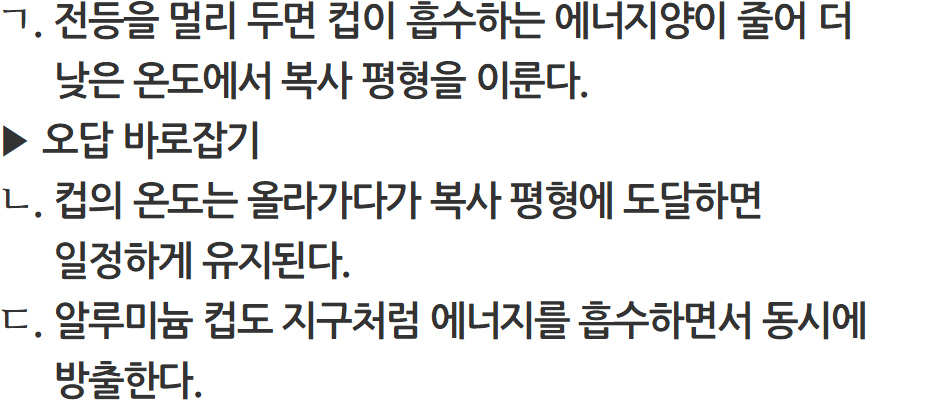 ㄱ. 전등을 멀리 두면 컵이 흡수하는 에너지양이 줄어 더
낮은 온도에서 복사 평형을 이룬다.
▶ 오답 바로잡기
ㄴ. 컵의 온도는 올라가다가 복사 평형에 도달하면
일정하게 유지된다.
ㄷ. 알루미늄 컵도 지구처럼 에너지를 흡수하면서 동시에
방출한다.